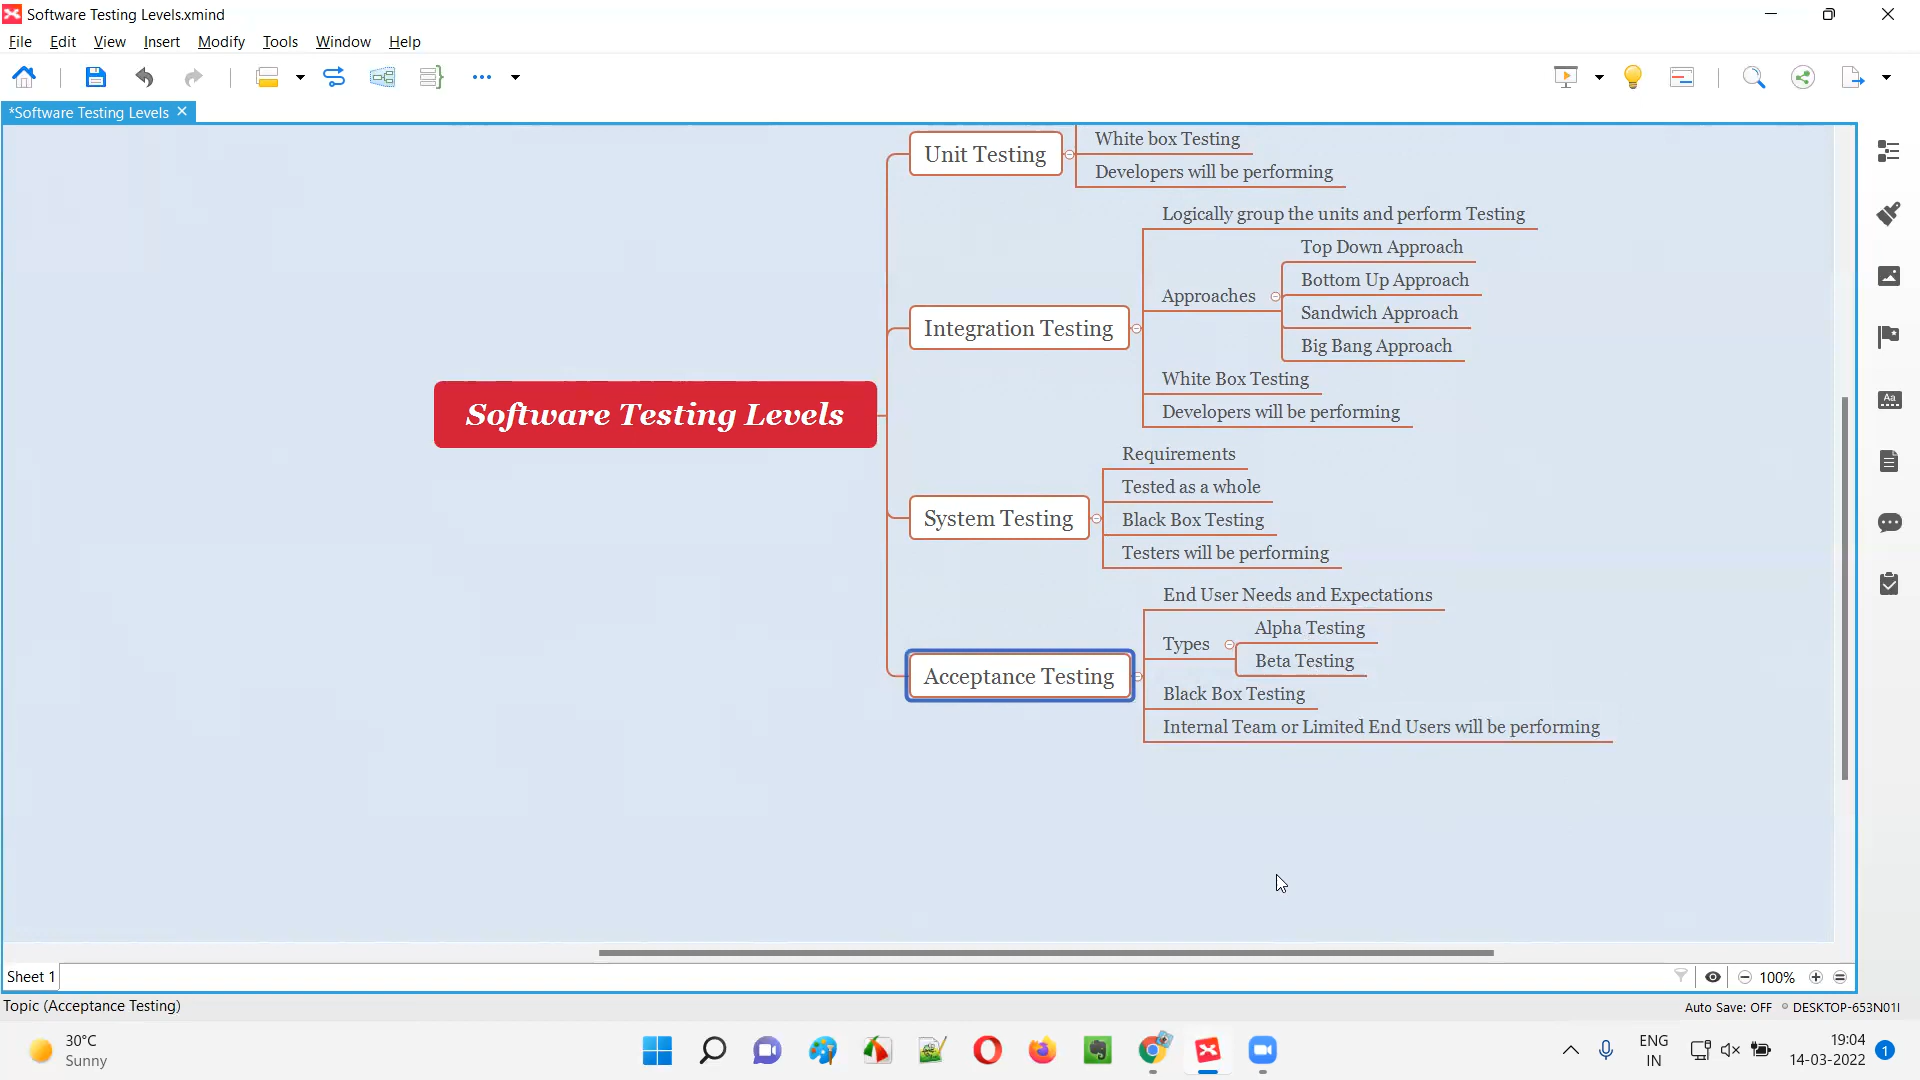 Software Testing Levels.xmind
File Edit View Insert Modify Tools Window Help
*Software Testing Levels
White box Testing
Unit Testing
Developers will be performing
Logically group the units and perform Testing
Top Down Approach
Bottom Up Approach
Approaches
Sandwich Approach
Integration Testing
Big Bang Approach
White Box Testing
Developers will be performing
Software Testing Levels
Requirements
Tested as a whole
System Testing
Black Box Testing
Testers will be performing
End User Needs and Expectations
Alpha Testing
Types
Beta Testing
Acceptance Testing
Black Box Testing
Internal Team or Limited End Users will be performing
Aa
Sheet 1
100%
Topic (Acceptance Testing)
Auto Save: OFF DESKTOP-653N01I
30°C
Sunny
ENG
IN
19:04
14-03-2022
1